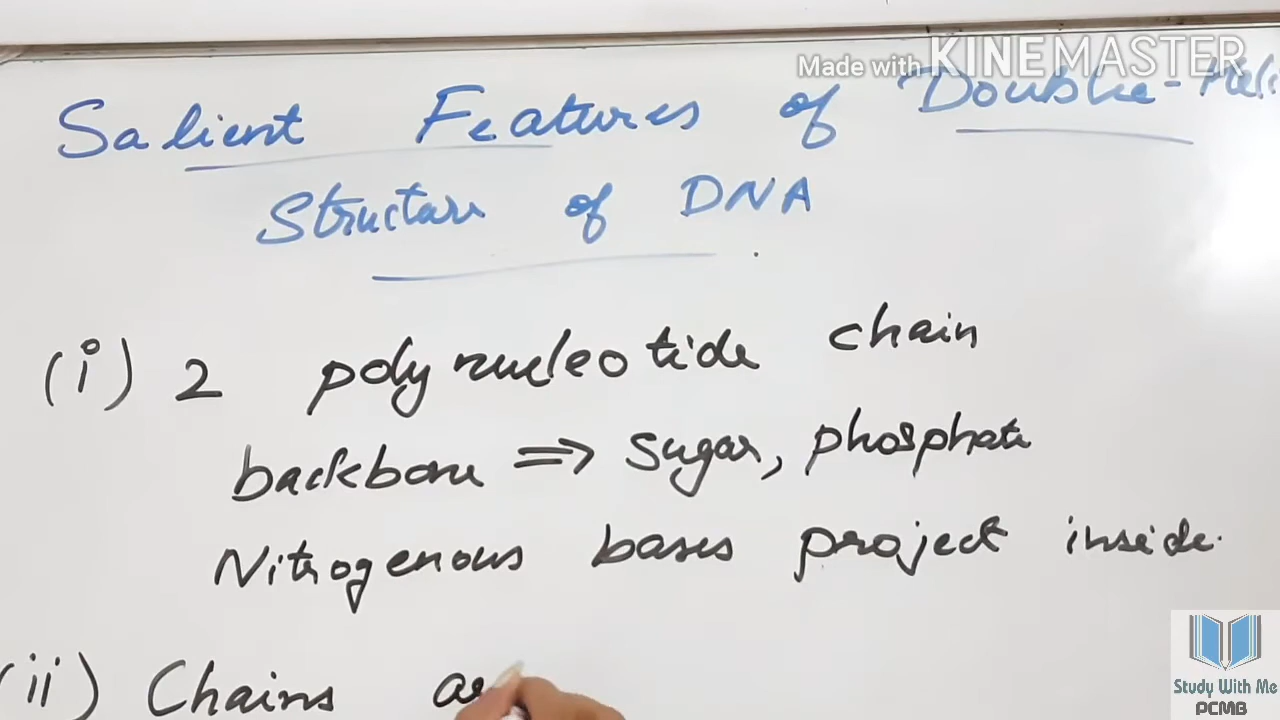 Made with KINEMASTER
Salient Features of Double-Heli
Structure of DNA
(i) 2 polynucleotide chain
backbone ⇒ sugar, phosphate
Nitrogenous bases project inside.
(ii) Chains
Study With Me
PCMB